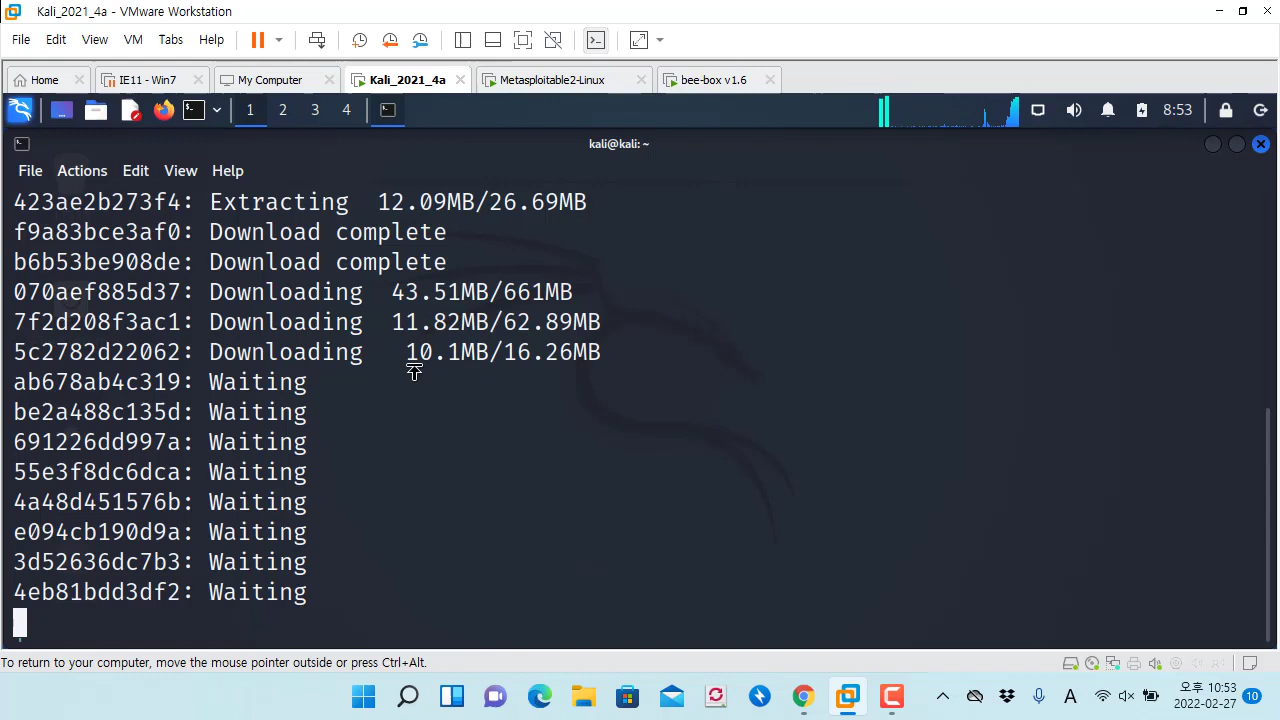 Kali_2021_4a - VMware Workstation
File Edit View VM Tabs Help
Home IE11 - Win7 My Computer Kali_2021_4a Metasploitable2-Linux bee-box v1.6
1 2 3 4 8:53
kali@kali: ~
File Actions Edit View Help
423ae2b273f4: Extracting 12.09MB/26.69MB
f9a83bce3af0: Download complete
b6b53be908de: Download complete
070aef885d37: Downloading 43.51MB/661MB
7f2d208f3ac1: Downloading 11.82MB/62.89MB
5c2782d22062: Downloading 10.1MB/16.26MB
ab678ab4c319: Waiting
be2a488c135d: Waiting
691226dd997a: Waiting
55e3f8dc6dca: Waiting
4a48d451576b: Waiting
e094cb190d9a: Waiting
3d52636dc7b3: Waiting
4eb81bdd3df2: Waiting
To return to your computer, move the mouse pointer outside or press Ctrl+Alt.
A 오후 10:53
2022-02-27 10